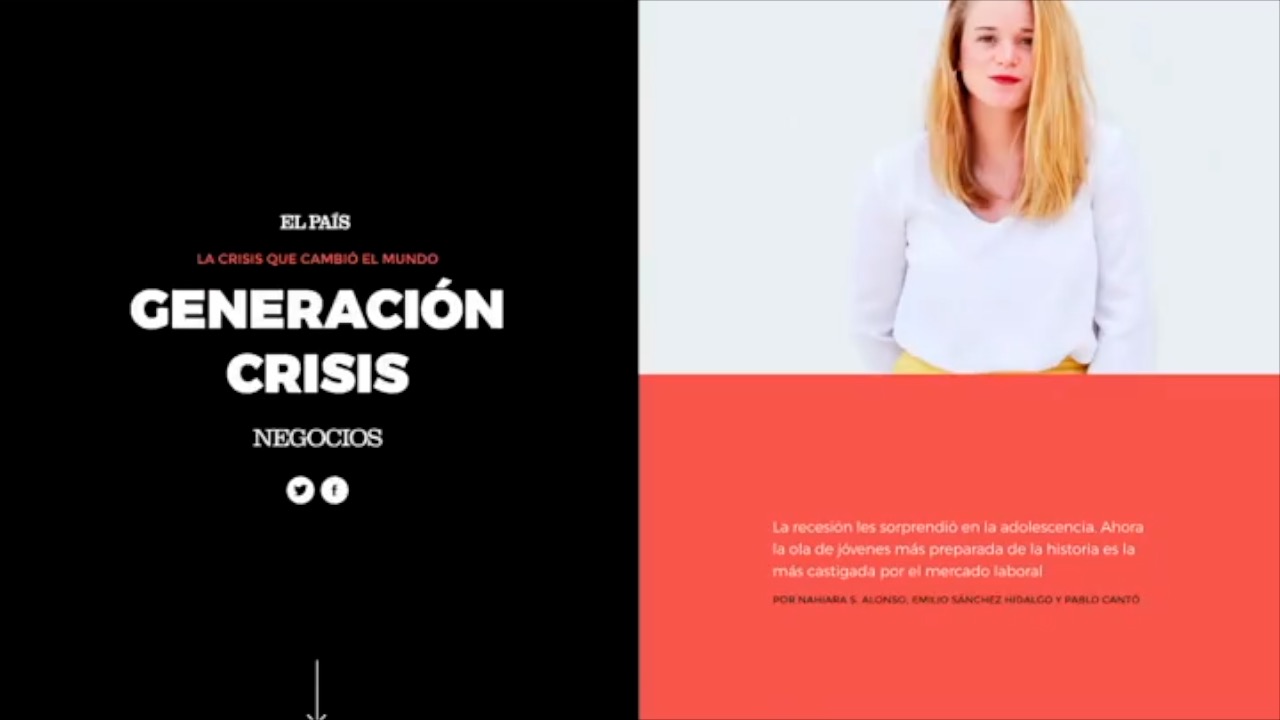 EL PAÍS
LA CRISIS QUE CAMBIÓ EL MUNDO
GENERACIÓN
CRISIS
NEGOCIOS
La recesión les sorprendió en la adolescencia. Ahora
la ola de jóvenes más preparada de la historia es la
más castigada por el mercado laboral
POR NAHIARA S. ALONSO, EMILIO SÁNCHEZ HIDALGO Y PABLO CANTÓ